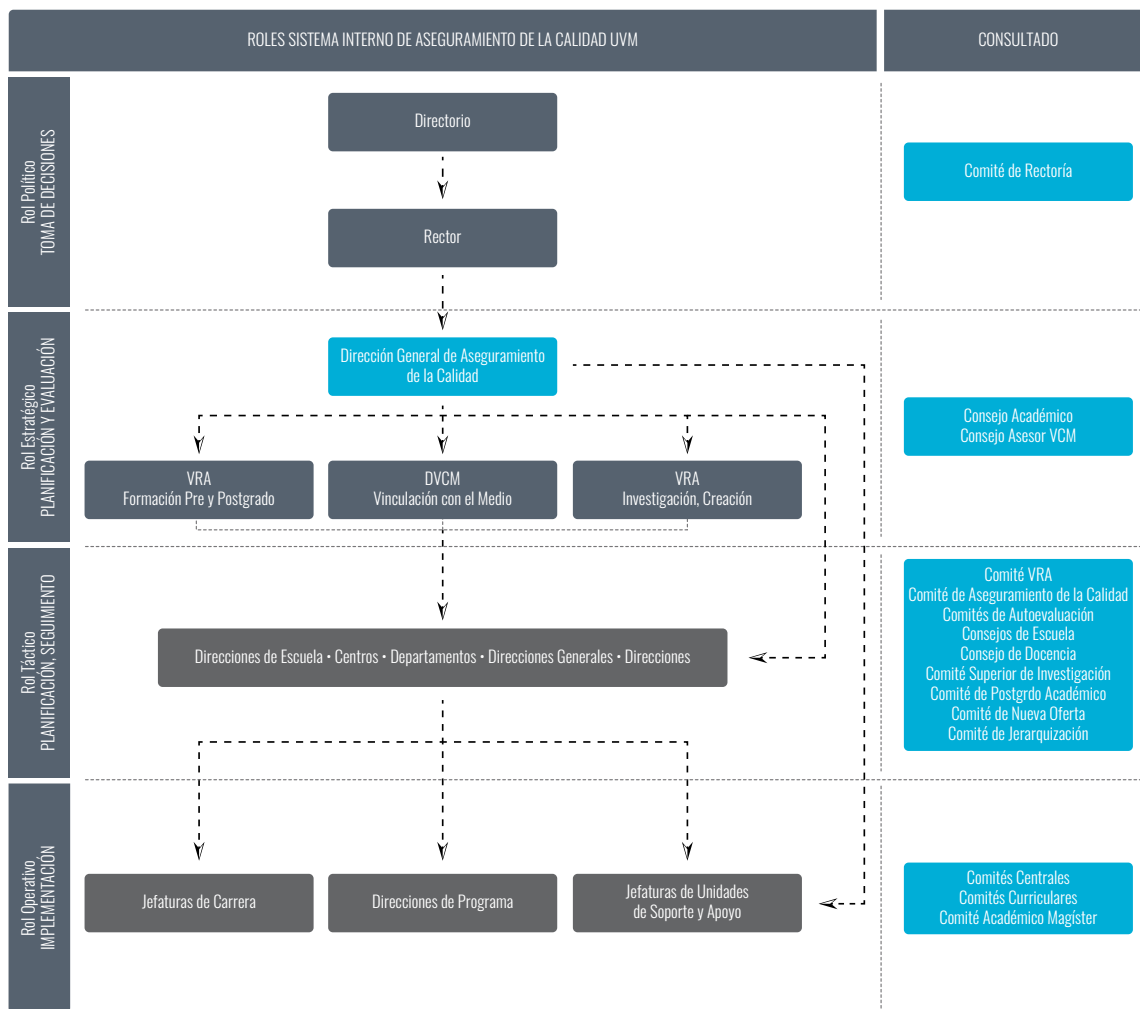 ROLES SISTEMA INTERNO DE ASEGURAMIENTO DE LA CALIDAD UVM
CONSULTADO
Rol Político
TOMA DE DECISIONES
Directorio
Rector
Comité de Rectoría
Rol Estratégico
PLANIFICACIÓN Y EVALUACIÓN
Dirección General de Aseguramiento
de la Calidad
VRA
Formación Pre y Postgrado
DVCM
Vinculación con el Medio
VRA
Investigación, Creación
Consejo Académico
Consejo Asesor VCM
Rol Táctico
PLANIFICACIÓN, SEGUIMIENTO
Direcciones de Escuela • Centros • Departamentos • Direcciones Generales • Direcciones
Comité VRA
Comité de Aseguramiento de la Calidad
Comités de Autoevaluación
Consejos de Escuela
Consejo de Docencia
Comité Superior de Investigación
Comité de Postgrdo Académico
Comité de Nueva Oferta
Comité de Jerarquización
Rol Operativo
IMPLEMENTACIÓN
Jefaturas de Carrera
Direcciones de Programa
Jefaturas de Unidades
de Soporte y Apoyo
Comités Centrales
Comités Curriculares
Comité Académico Magíster